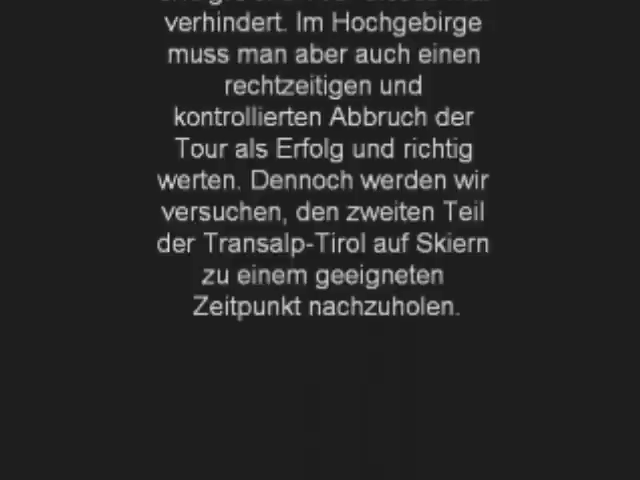 verhindert. Im Hochgebirge
muss man aber auch einen
rechtzeitigen und
kontrollierten Abbruch der
Tour als Erfolg und richtig
werten. Dennoch werden wir
versuchen, den zweiten Teil
der Transalp-Tirol auf Skiern
zu einem geeigneten
Zeitpunkt nachzuholen.